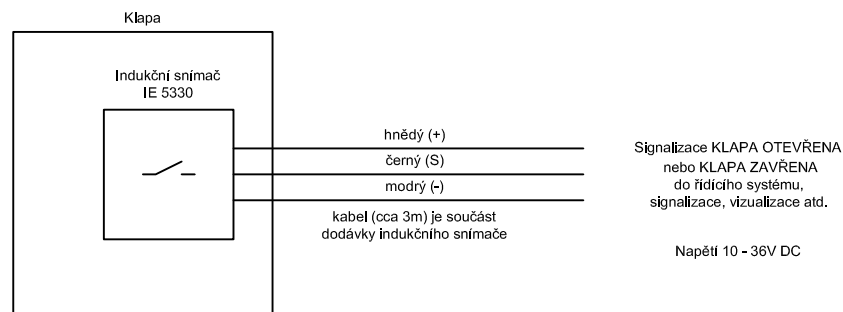 Klapa
Indukční snímač
IE 5330
hnědý (+)
černý (S)
modrý (-)
kabel (cca 3m) je součást
dodávky indukčního snímače
Signalizace KLAPA OTEVŘENA
nebo KLAPA ZAVŘENA
do řídícího systému,
signalizace, vizualizace atd.
Napětí 10 - 36V DC